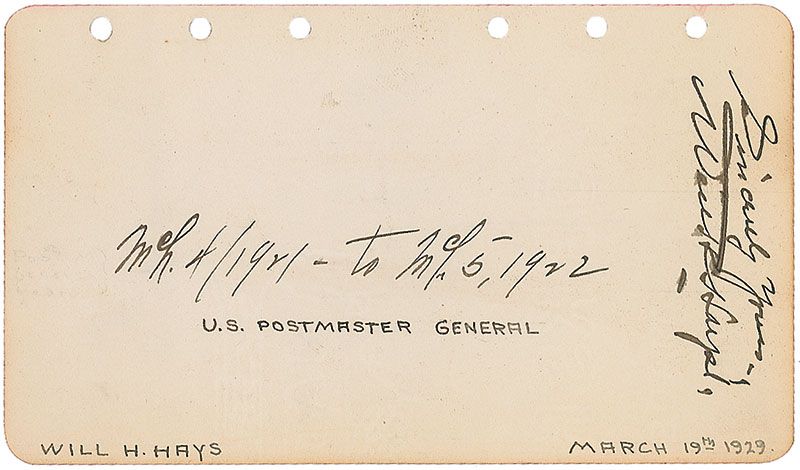 Mch. 4/1921 - to Mch. 5, 1922
U.S. POSTMASTER GENERAL
Sincerely Yours -
Will H. Hays
WILL H. HAYS
MARCH 19TH 1929.